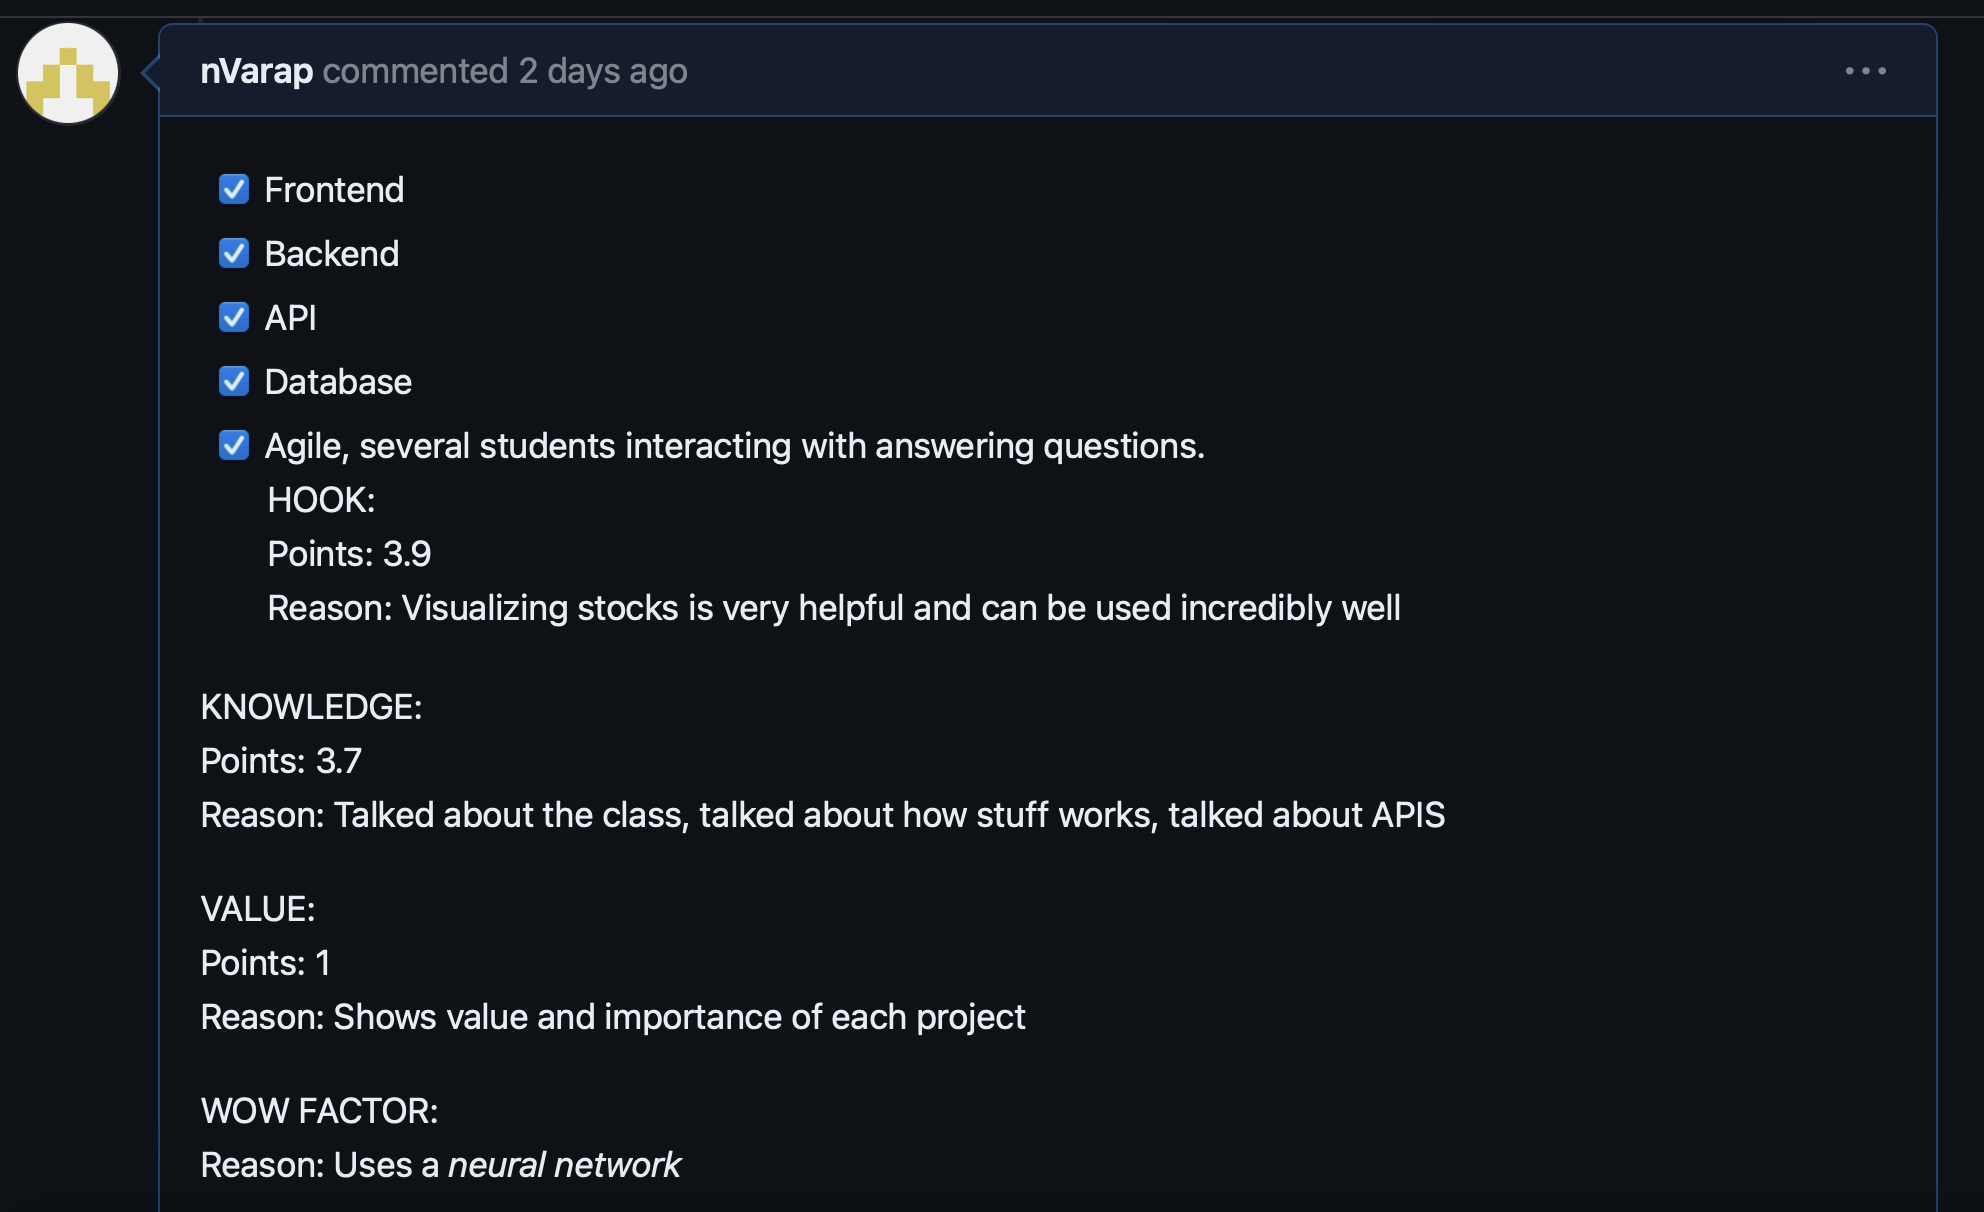 nVarap commented 2 days ago
Frontend
Backend
API
Database
Agile, several students interacting with answering questions.
HOOK:
Points: 3.9
Reason: Visualizing stocks is very helpful and can be used incredibly well
KNOWLEDGE:
Points: 3.7
Reason: Talked about the class, talked about how stuff works, talked about APIS
VALUE:
Points: 1
Reason: Shows value and importance of each project
WOW FACTOR:
Reason: Uses a neural network